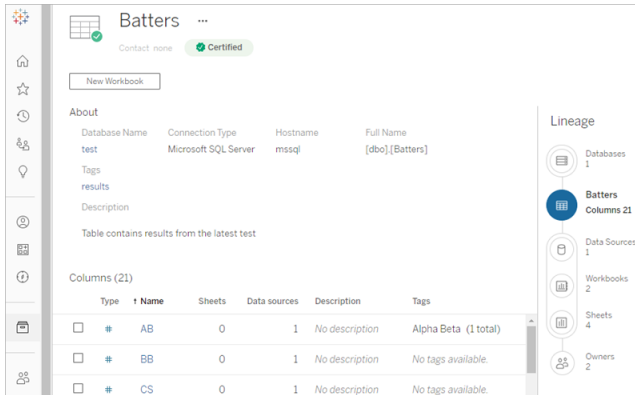 Batters ...
Contact none Certified
New Workbook
About
Database Name Connection Type Hostname Full Name
test Microsoft SQL Server mssql [dbo].[Batters]
Tags
results
Description
Table contains results from the latest test
Columns (21)
Type ↑ Name Sheets Data sources Description Tags
# AB 0 1 No description Alpha Beta (1 total)
# BB 0 1 No description No tags available.
# CS 0 1 No description No tags available.
Lineage
Databases
1
Batters
Columns 21
Data Sources
1
Workbooks
2
Sheets
4
Owners
2